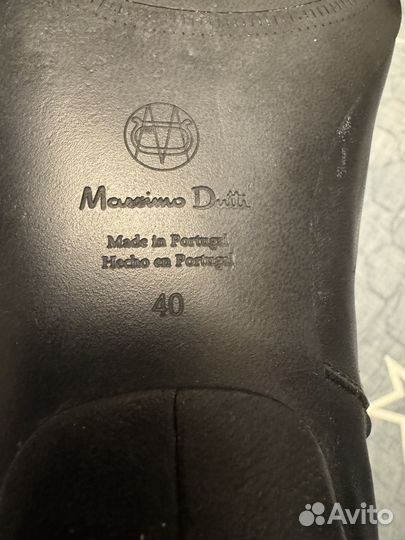 Massimo Dutti
Made in Portugal
Hecho en Portugal
40
Avito